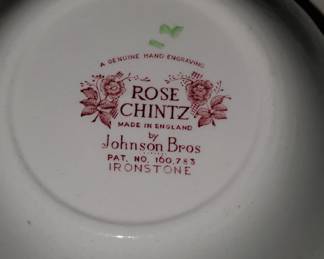 A GENUINE HAND ENGRAVING
ROSE
CHINTZ
MADE IN ENGLAND
by
Johnson Bros
PAT. NO. 160,783
IRONSTONE